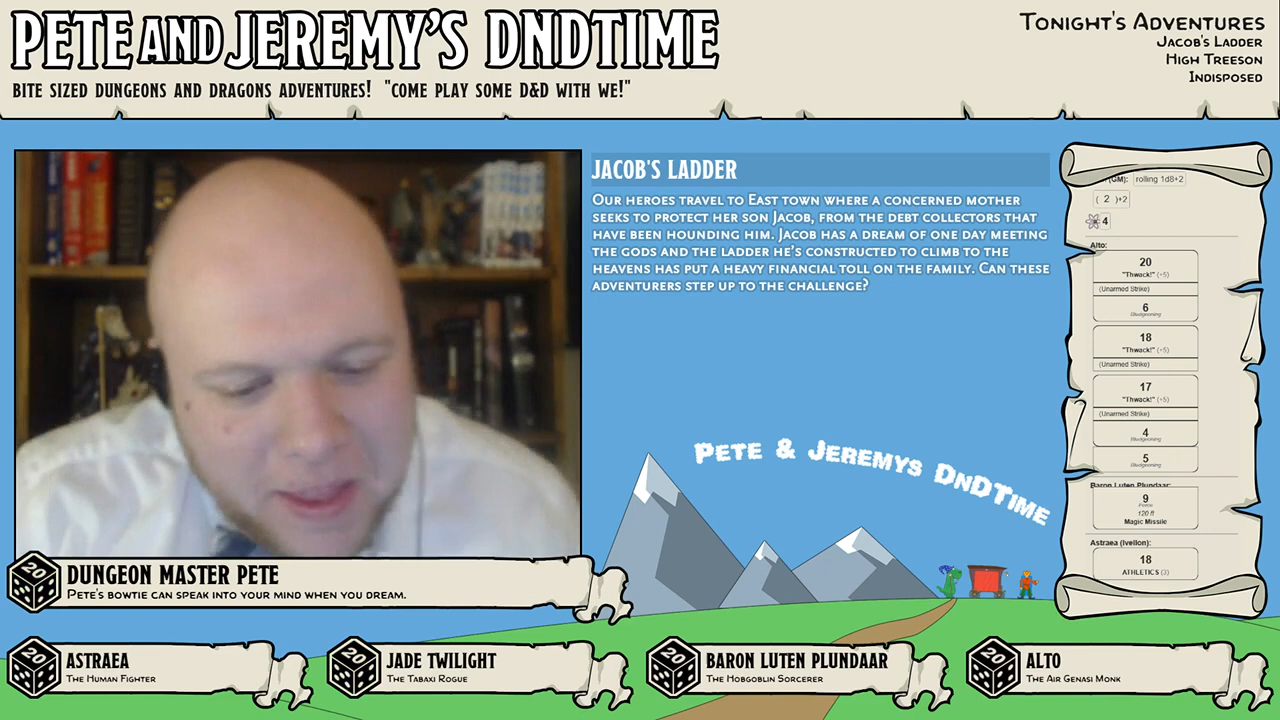 PETE AND JEREMY'S DNDTIME
BITE SIZED DUNGEONS AND DRAGONS ADVENTURES! "COME PLAY SOME D&D WITH WE!"
TONIGHT'S ADVENTURES
JACOB'S LADDER
HIGH TREESON
INDISPOSED
JACOB'S LADDER
OUR HEROES TRAVEL TO EAST TOWN WHERE A CONCERNED MOTHER
SEEKS TO PROTECT HER SON JACOB, FROM THE DEBT COLLECTORS THAT
HAVE BEEN HOUNDING HIM. JACOB HAS A DREAM OF ONE DAY MEETING
THE GODS AND THE LADDER HE'S CONSTRUCTED TO CLIMB TO THE
HEAVENS HAS PUT A HEAVY FINANCIAL TOLL ON THE FAMILY. CAN THESE
ADVENTURERS STEP UP TO THE CHALLENGE?
PETE & JEREMYS DNDTIME
(GM): rolling 1d8+2
( 2 )+2
4
Alto:
20
"Thwack!" (+5)
(Unarmed Strike)
6
Bludgeoning
18
"Thwack!" (+5)
(Unarmed Strike)
17
"Thwack!" (+5)
(Unarmed Strike)
4
Bludgeoning
5
Bludgeoning
Baron Luten Plundaar:
9
Force
120 ft
Magic Missile
Astraea (Ivellon):
18
ATHLETICS (3)
20
DUNGEON MASTER PETE
PETE'S BOWTIE CAN SPEAK INTO YOUR MIND WHEN YOU DREAM.
20
ASTRAEA
THE HUMAN FIGHTER
20
JADE TWILIGHT
THE TABAXI ROGUE
20
BARON LUTEN PLUNDAAR
THE HOBGOBLIN SORCERER
20
ALTO
THE AIR GENASI MONK